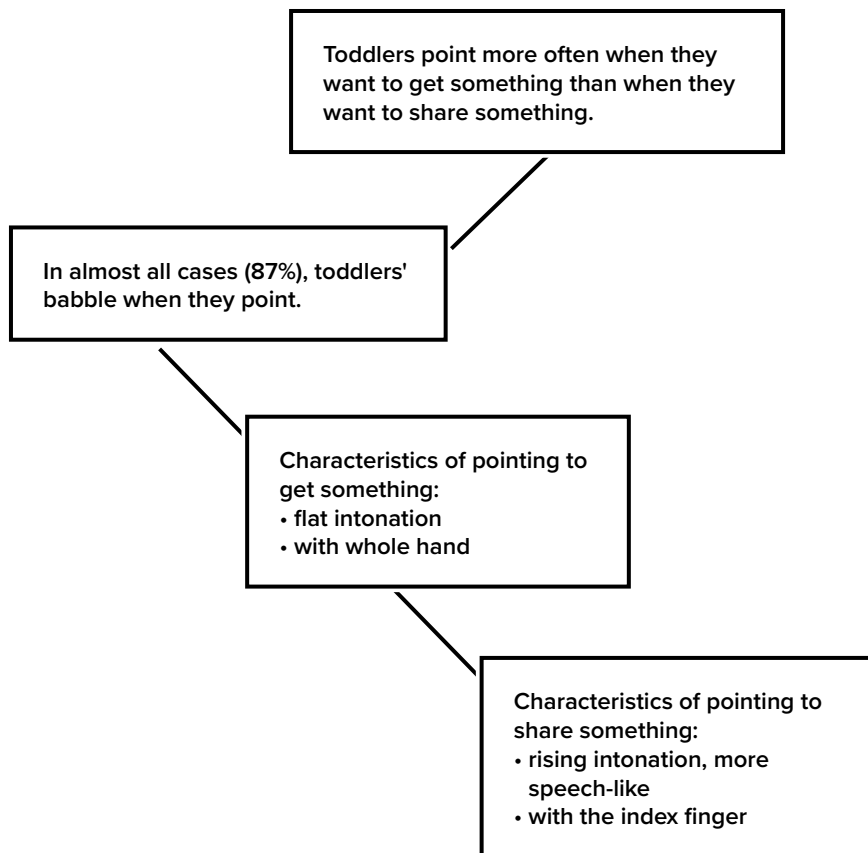 Toddlers point more often when they
want to get something than when they
want to share something.
In almost all cases (87%), toddlers'
babble when they point.
Characteristics of pointing to
get something:
• flat intonation
• with whole hand
Characteristics of pointing to
share something:
• rising intonation, more
speech-like
• with the index finger